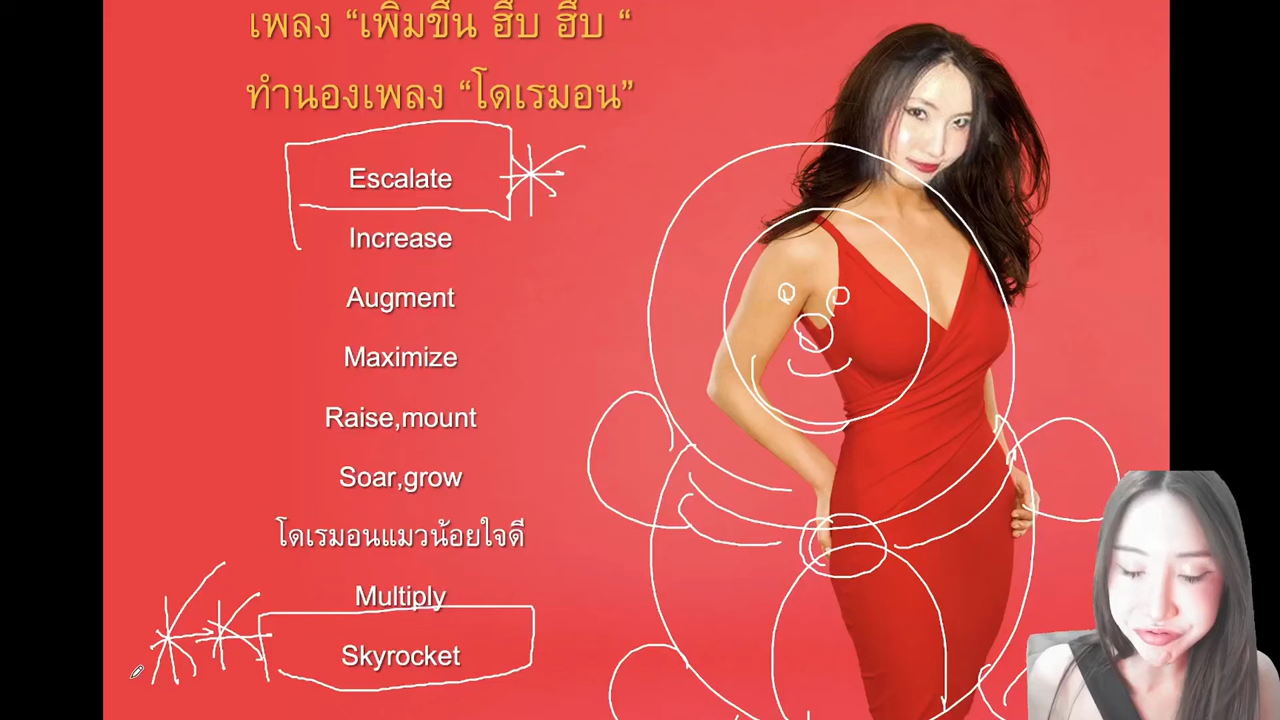 เพลง “เพิ่มขึ้น ฮึบ ฮึบ “
ทำนองเพลง “โดเรมอน”
Escalate
Increase
Augment
Maximize
Raise,mount
Soar,grow
โดเรมอนแมวน้อยใจดี
Multiply
Skyrocket